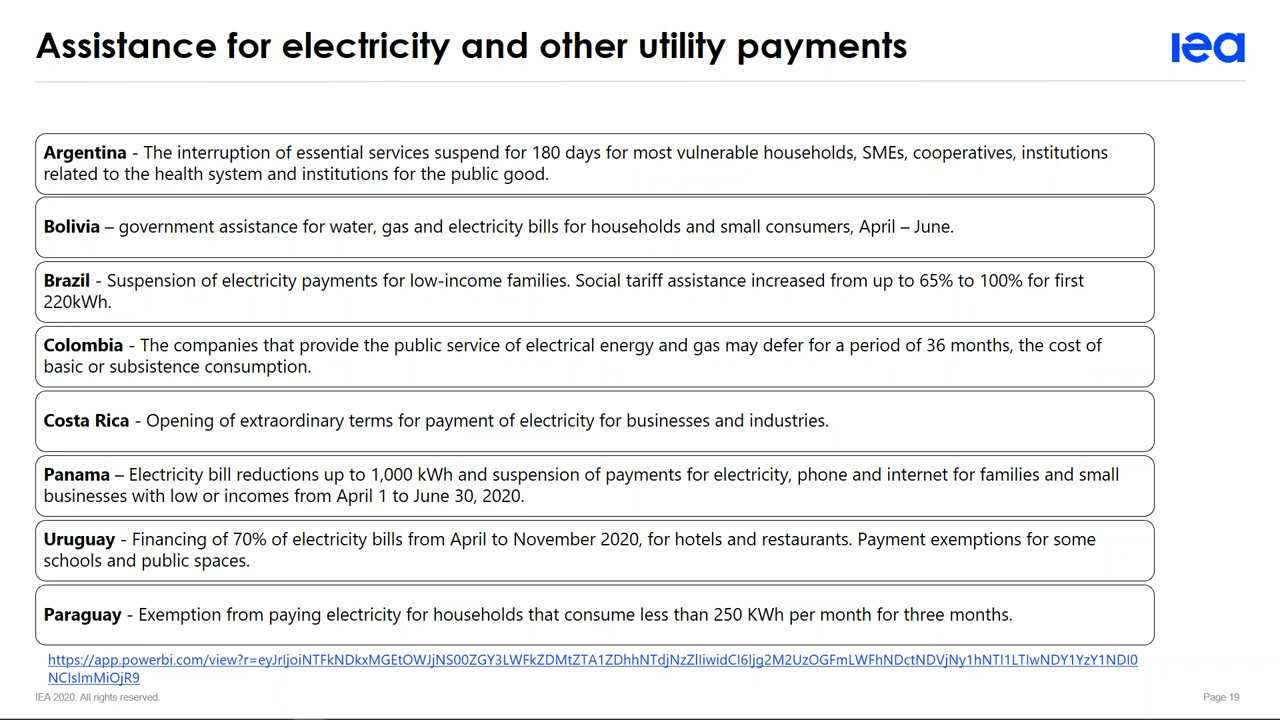 Assistance for electricity and other utility payments
iea
Argentina - The interruption of essential services suspend for 180 days for most vulnerable households, SMEs, cooperatives, institutions
related to the health system and institutions for the public good.
Bolivia – government assistance for water, gas and electricity bills for households and small consumers, April – June.
Brazil - Suspension of electricity payments for low-income families. Social tariff assistance increased from up to 65% to 100% for first
220kWh.
Colombia - The companies that provide the public service of electrical energy and gas may defer for a period of 36 months, the cost of
basic or subsistence consumption.
Costa Rica - Opening of extraordinary terms for payment of electricity for businesses and industries.
Panama – Electricity bill reductions up to 1,000 kWh and suspension of payments for electricity, phone and internet for families and small
businesses with low or incomes from April 1 to June 30, 2020.
Uruguay - Financing of 70% of electricity bills from April to November 2020, for hotels and restaurants. Payment exemptions for some
schools and public spaces.
Paraguay - Exemption from paying electricity for households that consume less than 250 KWh per month for three months.
https://app.powerbi.com/view?r=eyJrIjoiNTFkNDkxMGEtOWJjNS00ZGY3LWFkZDMtZTA1ZDhhNTdjNzZlIiwidCI6Ijg2M2UzOGFmLWFhNDctNDVjNy1hNTI1LTIwNDY1YzY1NDI0
NCIsImMiOjR9
IEA 2020. All rights reserved.
Page 19